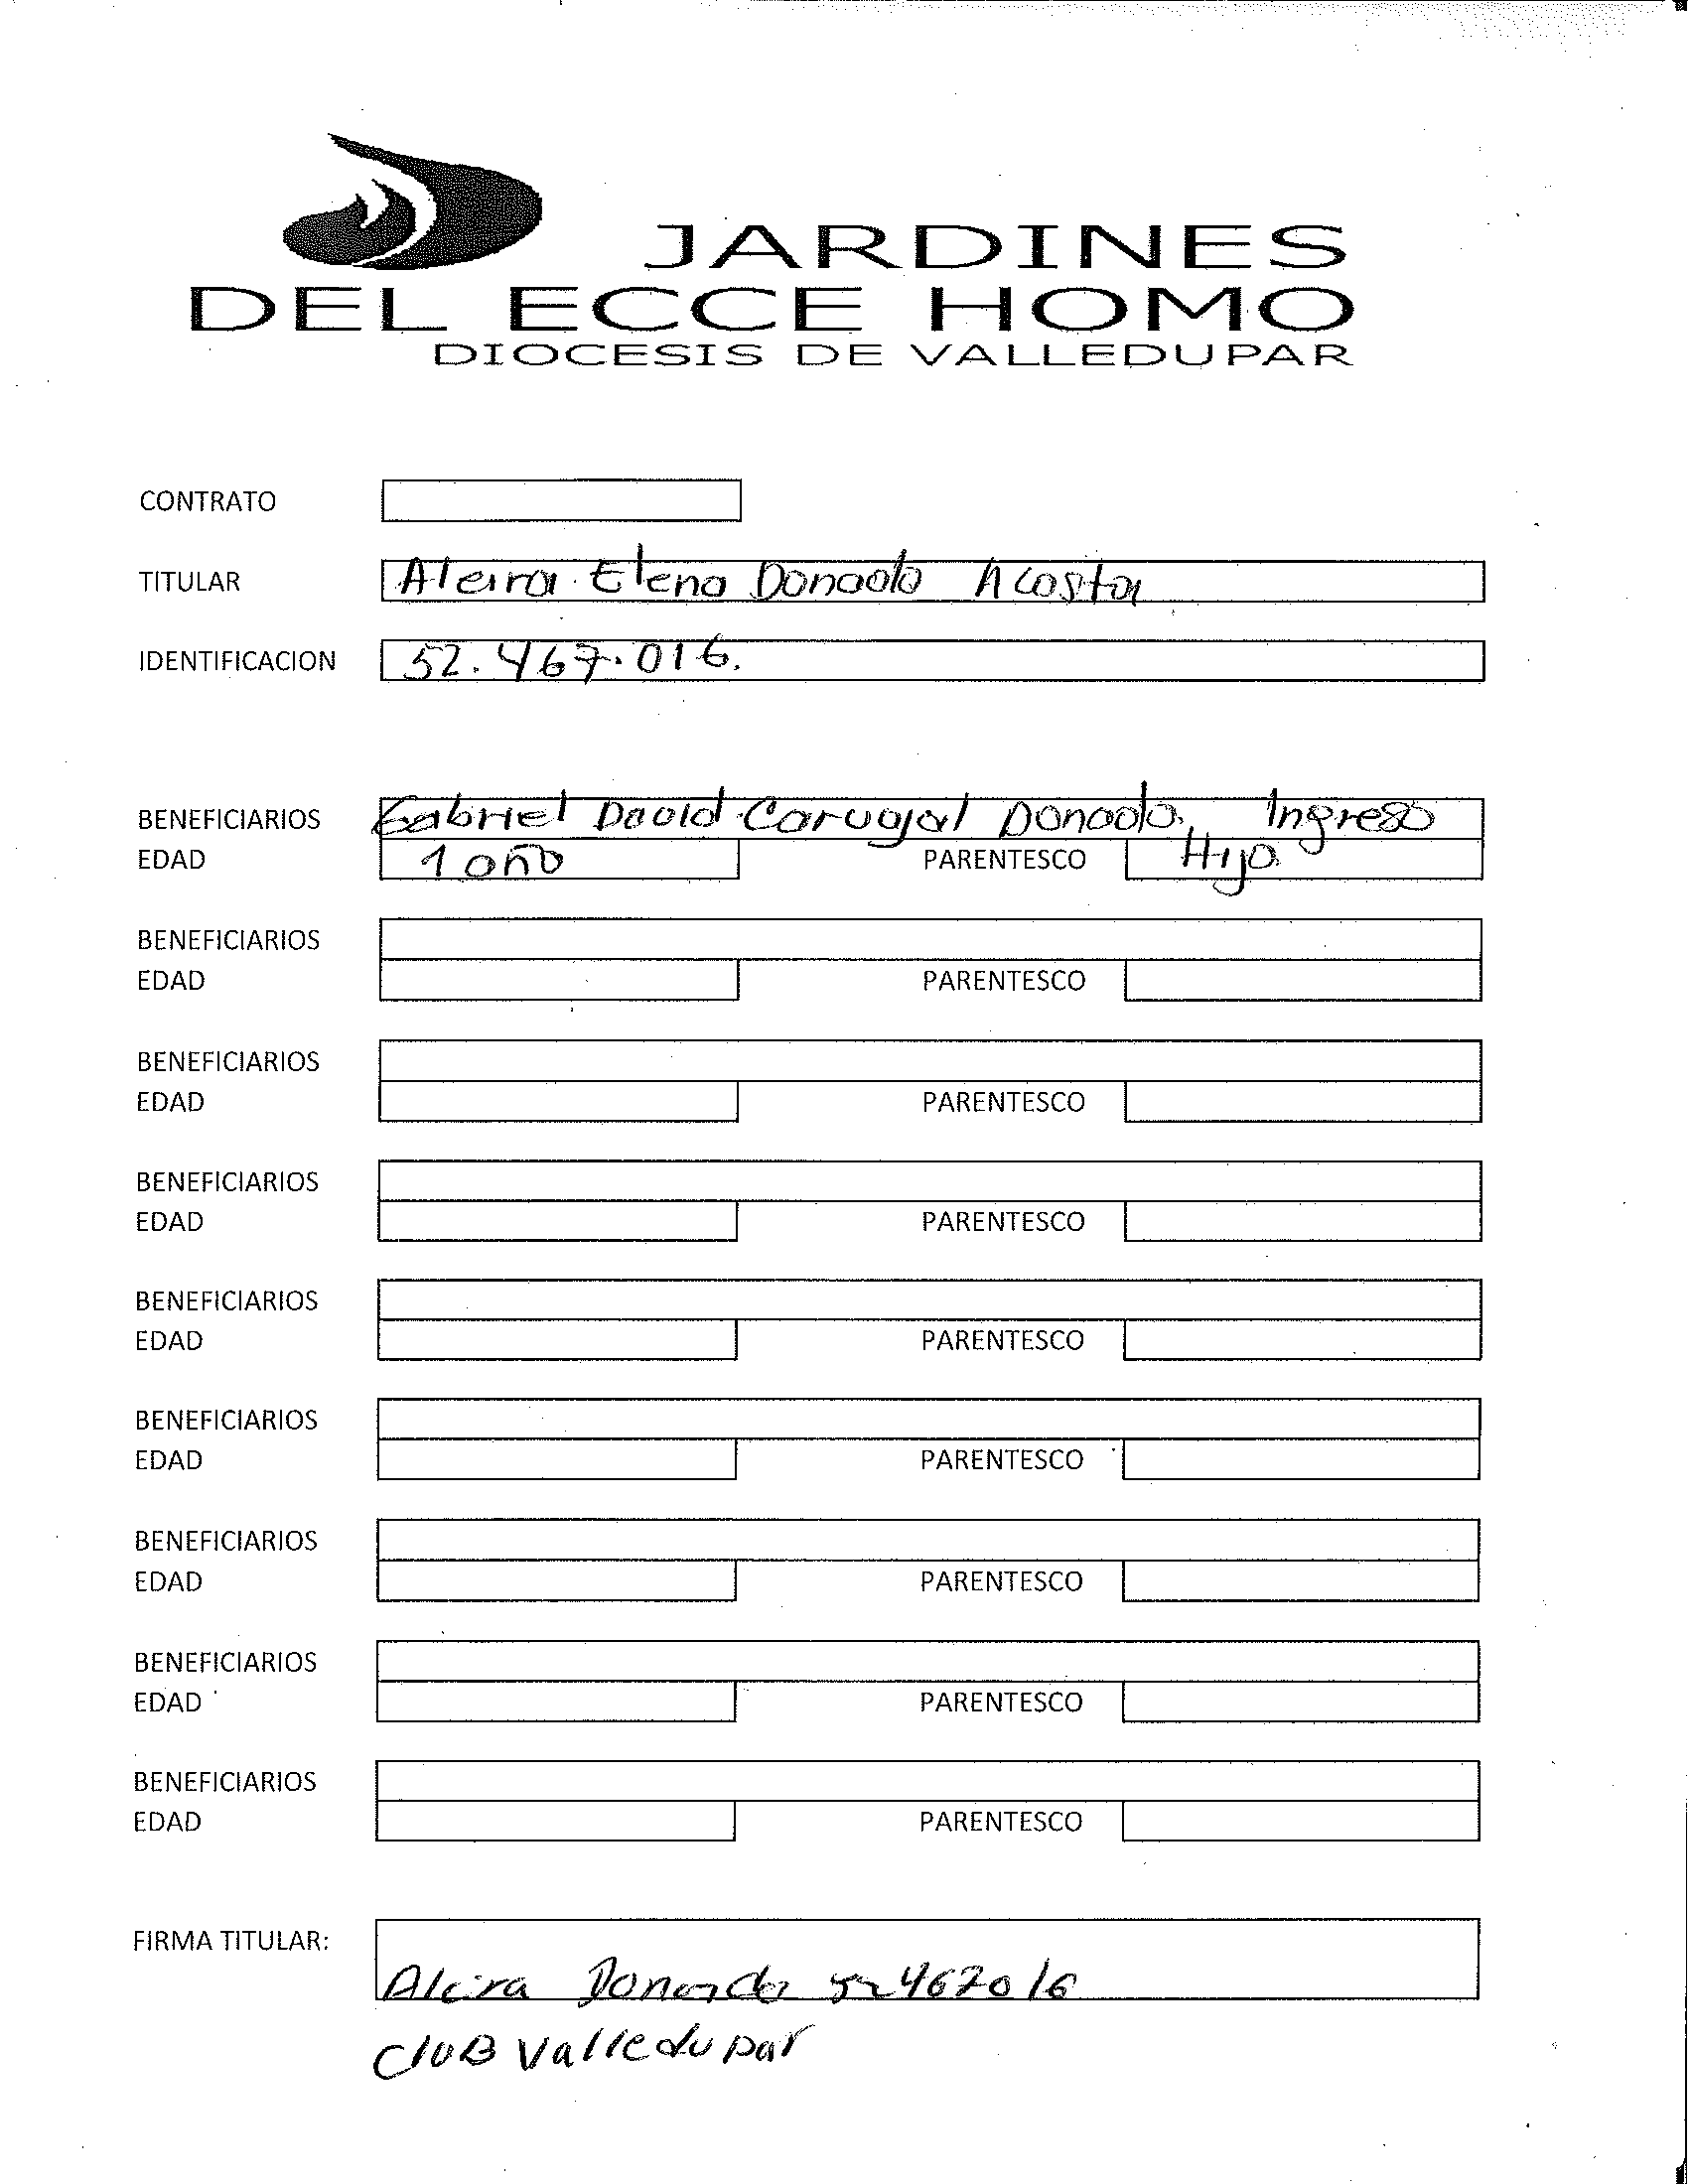 JARDINES
DEL ECCE HOMO
DIOCESIS DE VALLEDUPAR
CONTRATO
TITULAR Alcira Elena Donado Acosta
IDENTIFICACION 52.467.016.
BENEFICIARIOS Gabriel David Carvajal Donado. Ingreso
EDAD 1 año PARENTESCO Hijo.
BENEFICIARIOS
EDAD PARENTESCO
BENEFICIARIOS
EDAD PARENTESCO
BENEFICIARIOS
EDAD PARENTESCO
BENEFICIARIOS
EDAD PARENTESCO
BENEFICIARIOS
EDAD PARENTESCO
BENEFICIARIOS
EDAD PARENTESCO
BENEFICIARIOS
EDAD PARENTESCO
BENEFICIARIOS
EDAD PARENTESCO
FIRMA TITULAR:
Alcira Donado 52467016
Club Valledupar